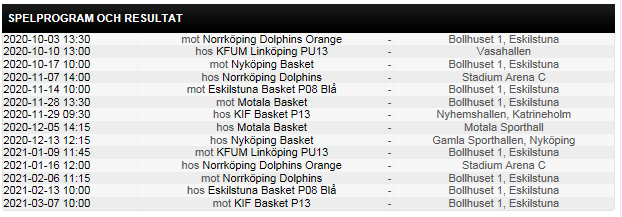 SPELPROGRAM OCH RESULTAT
2020-10-03 13:30 mot Norrköping Dolphins Orange - Bollhuset 1, Eskilstuna
2020-10-10 13:00 hos KFUM Linköping PU13 - Vasahallen
2020-10-17 10:00 mot Nyköping Basket - Bollhuset 1, Eskilstuna
2020-11-07 14:00 hos Norrköping Dolphins - Stadium Arena C
2020-11-14 10:00 mot Eskilstuna Basket P08 Blå - Bollhuset 1, Eskilstuna
2020-11-28 13:30 mot Motala Basket - Bollhuset 1, Eskilstuna
2020-11-29 09:30 hos KIF Basket P13 - Nyhemshallen, Katrineholm
2020-12-05 14:15 hos Motala Basket - Motala Sporthall
2020-12-13 12:15 hos Nyköping Basket - Gamla Sporthallen, Nyköping
2021-01-09 11:45 mot KFUM Linköping PU13 - Bollhuset 1, Eskilstuna
2021-01-16 12:00 hos Norrköping Dolphins Orange - Stadium Arena C
2021-02-06 11:15 mot Norrköping Dolphins - Bollhuset 1, Eskilstuna
2021-02-13 10:00 hos Eskilstuna Basket P08 Blå - Bollhuset 1, Eskilstuna
2021-03-07 10:00 mot KIF Basket P13 - Bollhuset 1, Eskilstuna